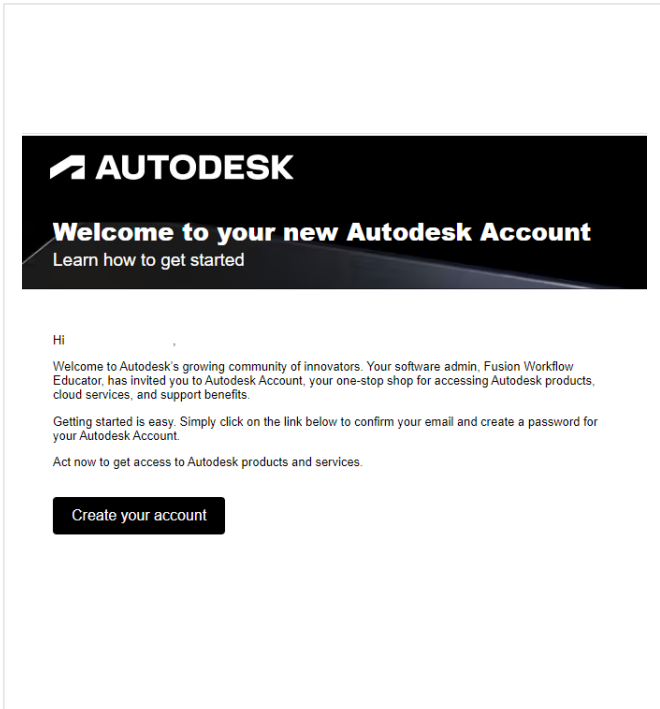 AUTODESK
Welcome to your new Autodesk Account
Learn how to get started
Hi ,
Welcome to Autodesk's growing community of innovators. Your software admin, Fusion Workflow
Educator, has invited you to Autodesk Account, your one-stop shop for accessing Autodesk products,
cloud services, and support benefits.
Getting started is easy. Simply click on the link below to confirm your email and create a password for
your Autodesk Account.
Act now to get access to Autodesk products and services.
Create your account